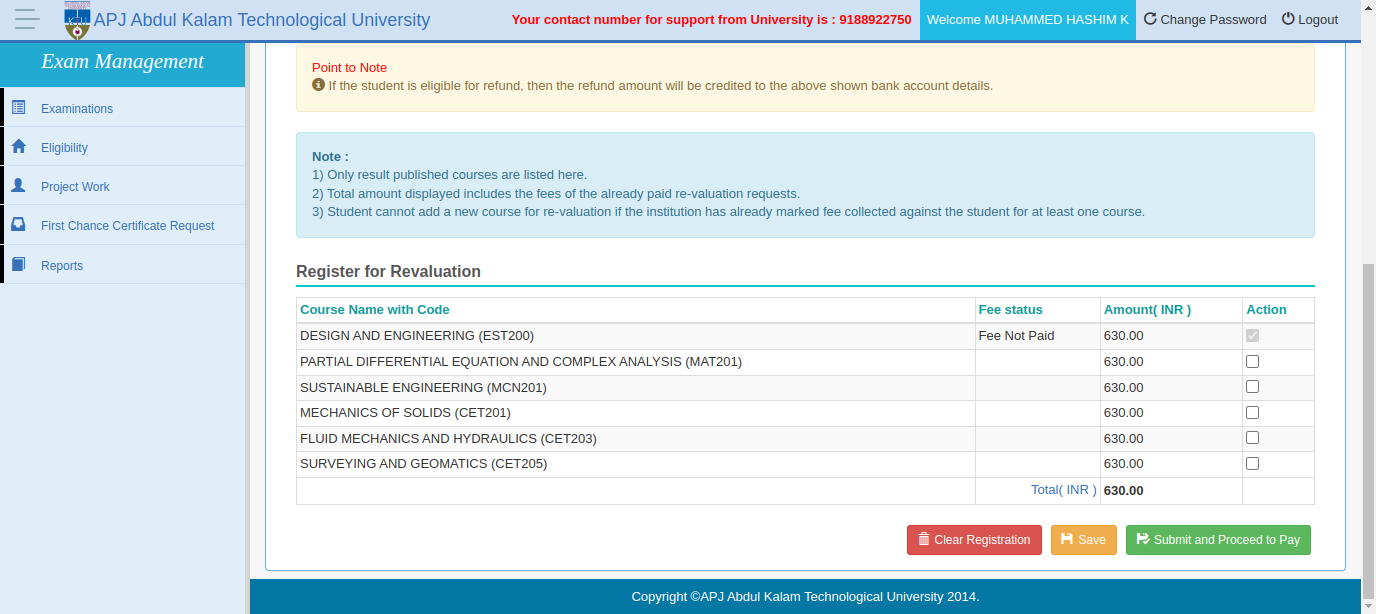 APJ Abdul Kalam Technological University
Your contact number for support from University is : 9188922750
Welcome MUHAMMED HASHIM K
Change Password
Logout
Exam Management
Examinations
Eligibility
Project Work
First Chance Certificate Request
Reports
Point to Note
If the student is eligible for refund, then the refund amount will be credited to the above shown bank account details.
Note :
1) Only result published courses are listed here.
2) Total amount displayed includes the fees of the already paid re-valuation requests.
3) Student cannot add a new course for re-valuation if the institution has already marked fee collected against the student for at least one course.
Register for Revaluation
Course Name with Code Fee status Amount( INR ) Action
DESIGN AND ENGINEERING (EST200) Fee Not Paid 630.00
PARTIAL DIFFERENTIAL EQUATION AND COMPLEX ANALYSIS (MAT201) 630.00
SUSTAINABLE ENGINEERING (MCN201) 630.00
MECHANICS OF SOLIDS (CET201) 630.00
FLUID MECHANICS AND HYDRAULICS (CET203) 630.00
SURVEYING AND GEOMATICS (CET205) 630.00
Total( INR ) 630.00
Clear Registration Save Submit and Proceed to Pay
Copyright ©APJ Abdul Kalam Technological University 2014.